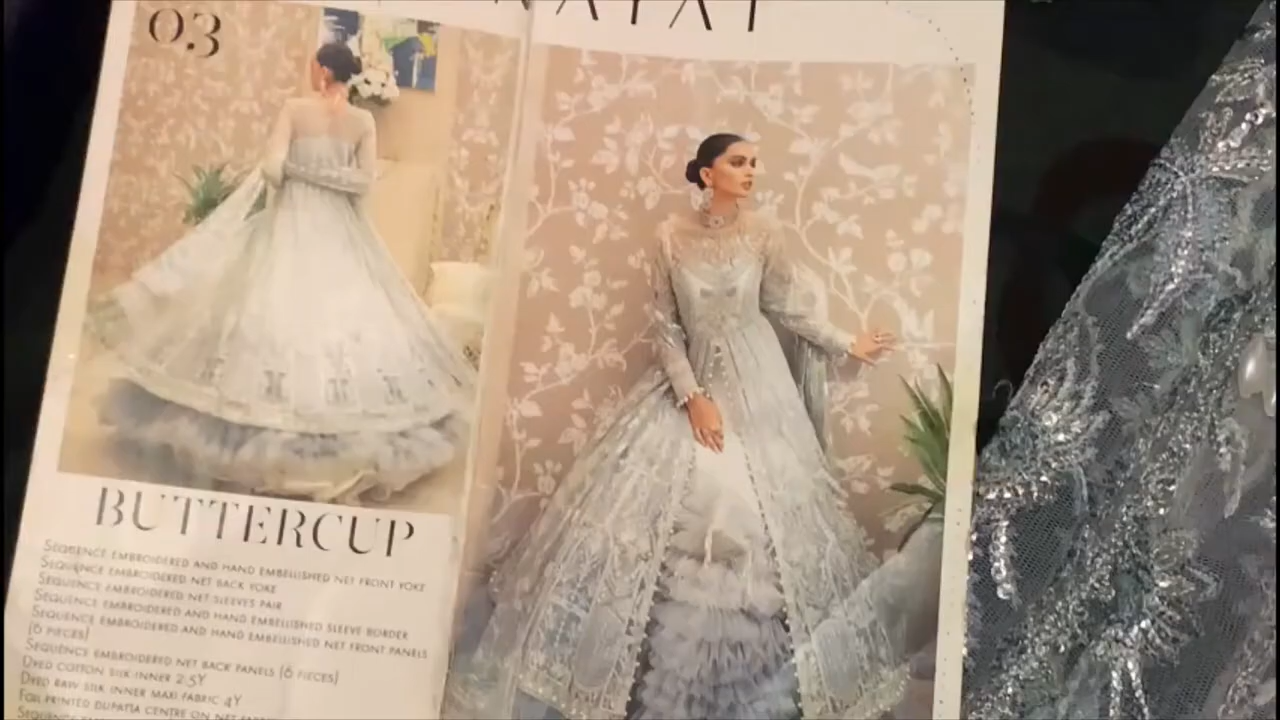 03
BUTTERCUP
SEQUENCE EMBROIDERED AND HAND EMBELLISHED NET FRONT YOKE
SEQUENCE EMBROIDERED NET BACK YOKE
SEQUENCE EMBROIDERED NET SLEEVES PAIR
SEQUENCE EMBROIDERED AND HAND EMBELLISHED SLEEVE BORDER
SEQUENCE EMBROIDERED AND HAND EMBELLISHED NET FRONT PANELS
(6 PIECES)
SEQUENCE EMBROIDERED NET BACK PANELS (6 PIECES)
DYED COTTON SILK INNER 2.5Y
DYED RAW SILK INNER MAXI FABRIC 4Y
FOIL PRINTED DUPATTA CENTRE ON NET
SEQUENCE